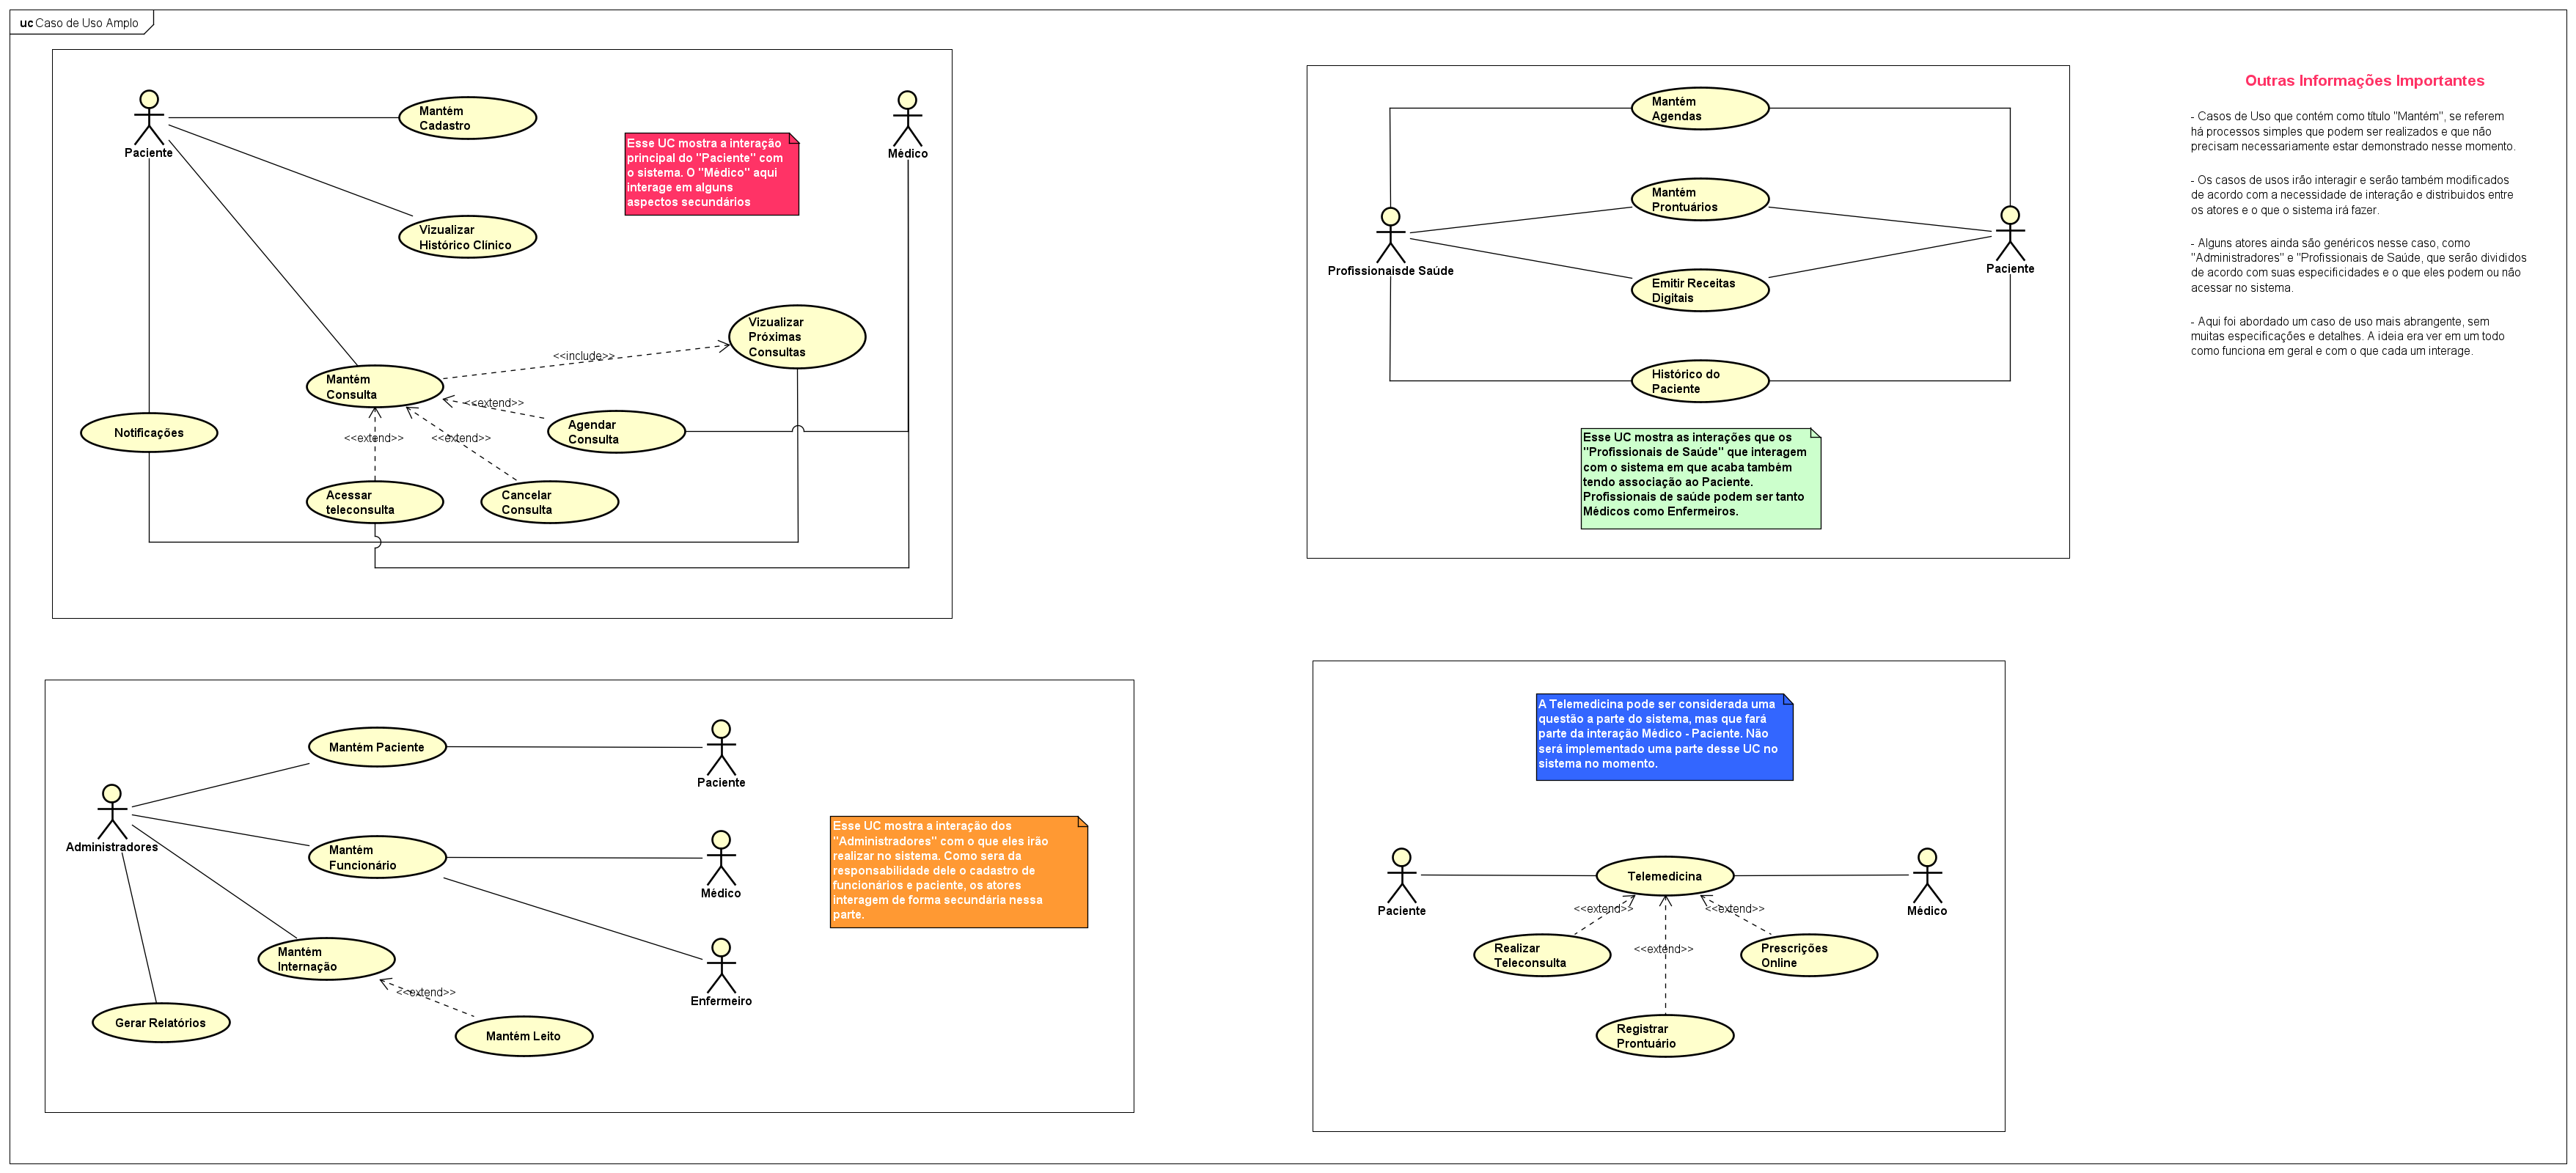 uc Caso de Uso Amplo
Paciente
Mantém
Cadastro
Vizualizar
Histórico Clínico
Esse UC mostra a interação
principal do "Paciente" com
o sistema. O "Médico" aqui
interage em alguns
aspectos secundários
Médico
Vizualizar
Próximas
Consultas
<<include>>
Mantém
Consulta
<<extend>>
Agendar
Consulta
Notificações
<<extend>>
<<extend>>
Acessar
teleconsulta
Cancelar
Consulta
Profissionaisde Saúde
Mantém
Agendas
Mantém
Prontuários
Emitir Receitas
Digitais
Histórico do
Paciente
Paciente
Esse UC mostra as interações que os
"Profissionais de Saúde" que interagem
com o sistema em que acaba também
tendo associação ao Paciente.
Profissionais de saúde podem ser tanto
Médicos como Enfermeiros.
Outras Informações Importantes
- Casos de Uso que contém como título "Mantém", se referem
há processos simples que podem ser realizados e que não
precisam necessariamente estar demonstrado nesse momento.
- Os casos de usos irão interagir e serão também modificados
de acordo com a necessidade de interação e distribuidos entre
os atores e o que o sistema irá fazer.
- Alguns atores ainda são genéricos nesse caso, como
"Administradores" e "Profissionais de Saúde, que serão divididos
de acordo com suas especificidades e o que eles podem ou não
acessar no sistema.
- Aqui foi abordado um caso de uso mais abrangente, sem
muitas especificações e detalhes. A ideia era ver em um todo
como funciona em geral e com o que cada um interage.
Administradores
Mantém Paciente
Mantém
Funcionário
Mantém
Internação
<<extend>>
Gerar Relatórios
Mantém Leito
Paciente
Médico
Enfermeiro
Esse UC mostra a interação dos
"Administradores" com o que eles irão
realizar no sistema. Como sera da
responsabilidade dele o cadastro de
funcionários e paciente, os atores
interagem de forma secundária nessa
parte.
A Telemedicina pode ser considerada uma
questão a parte do sistema, mas que fará
parte da interação Médico - Paciente. Não
será implementado uma parte desse UC no
sistema no momento.
Paciente
Telemedicina
Médico
<<extend>>
<<extend>>
<<extend>>
Realizar
Teleconsulta
Prescrições
Online
Registrar
Prontuário